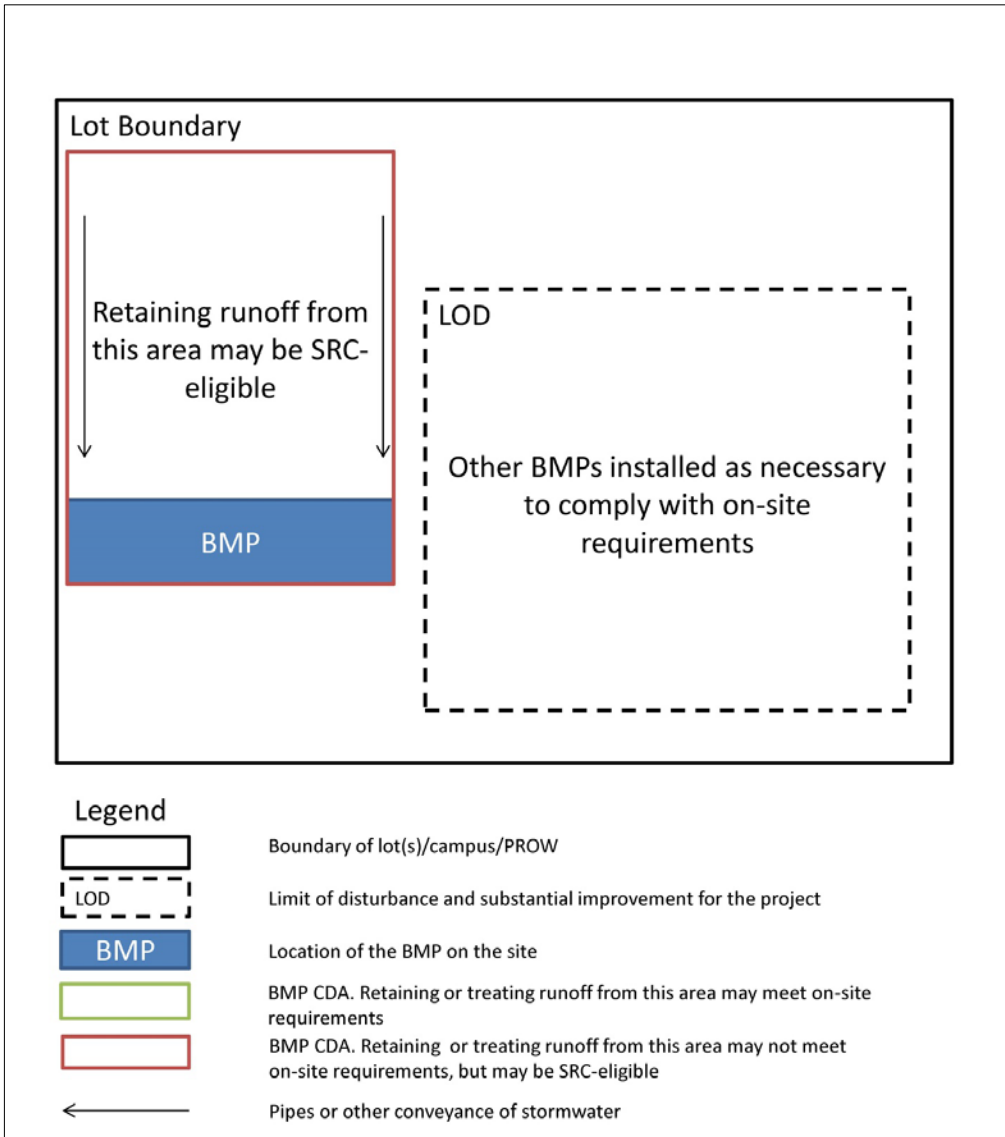 Lot Boundary
Retaining runoff from
this area may be SRC-
eligible
BMP
LOD
Other BMPs installed as necessary
to comply with on-site
requirements
Legend
Boundary of lot(s)/campus/PROW
LOD
Limit of disturbance and substantial improvement for the project
BMP
Location of the BMP on the site
BMP CDA. Retaining or treating runoff from this area may meet on-site
requirements
BMP CDA. Retaining or treating runoff from this area may not meet
on-site requirements, but may be SRC-eligible
Pipes or other conveyance of stormwater